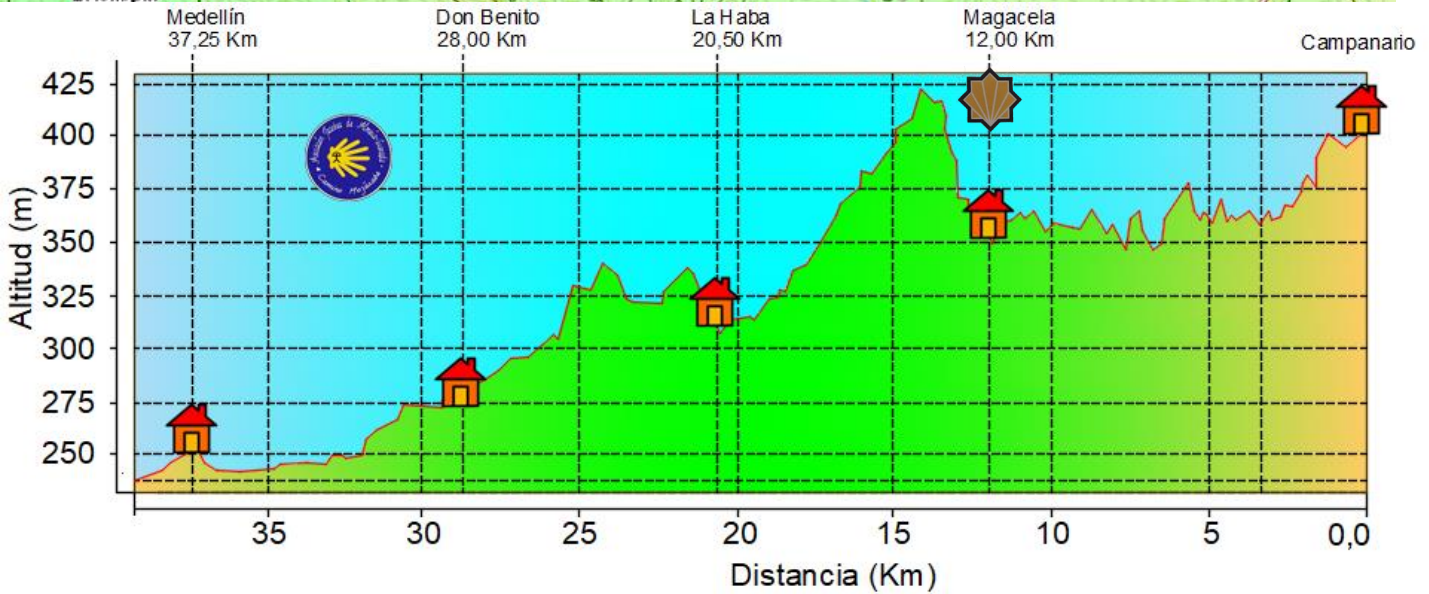 Medellín
37,25 Km
Don Benito
28,00 Km
La Haba
20,50 Km
Magacela
12,00 Km
Campanario
425
400
375
350
325
300
275
250
Altitud (m)
35 30 25 20 15 10 5 0,0
Distancia (Km)